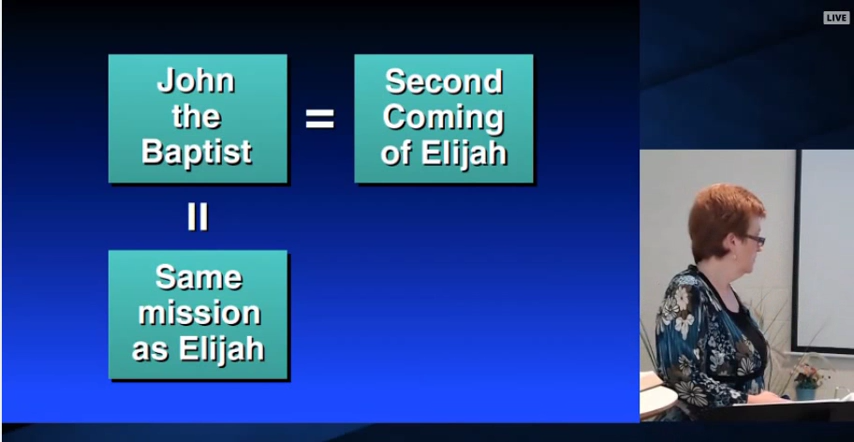 LIVE
John
the
Baptist
=
Second
Coming
of Elijah
=
Same
mission
as Elijah